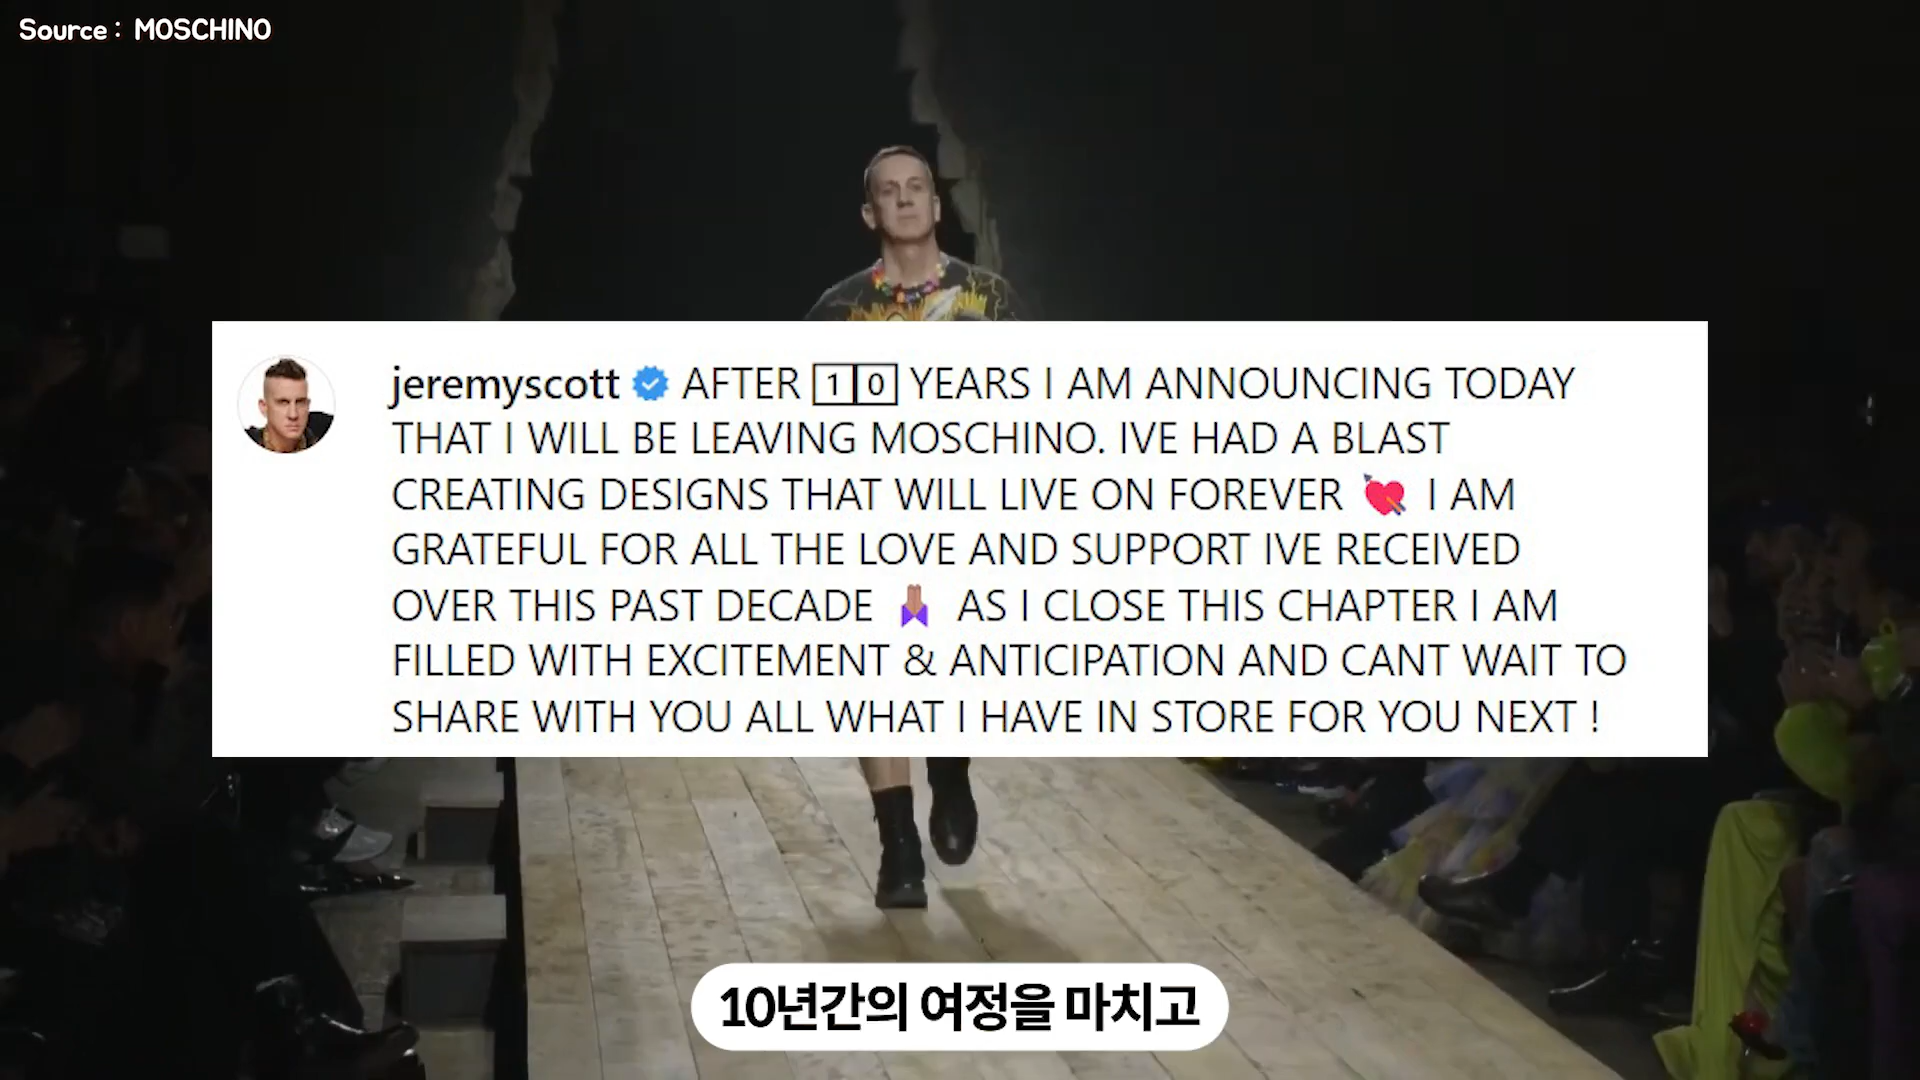 Source : MOSCHINO
jeremyscott AFTER 10 YEARS I AM ANNOUNCING TODAY
THAT I WILL BE LEAVING MOSCHINO. IVE HAD A BLAST
CREATING DESIGNS THAT WILL LIVE ON FOREVER 💘 I AM
GRATEFUL FOR ALL THE LOVE AND SUPPORT IVE RECEIVED
OVER THIS PAST DECADE 🙏🏽 AS I CLOSE THIS CHAPTER I AM
FILLED WITH EXCITEMENT & ANTICIPATION AND CANT WAIT TO
SHARE WITH YOU ALL WHAT I HAVE IN STORE FOR YOU NEXT !
10년간의 여정을 마치고